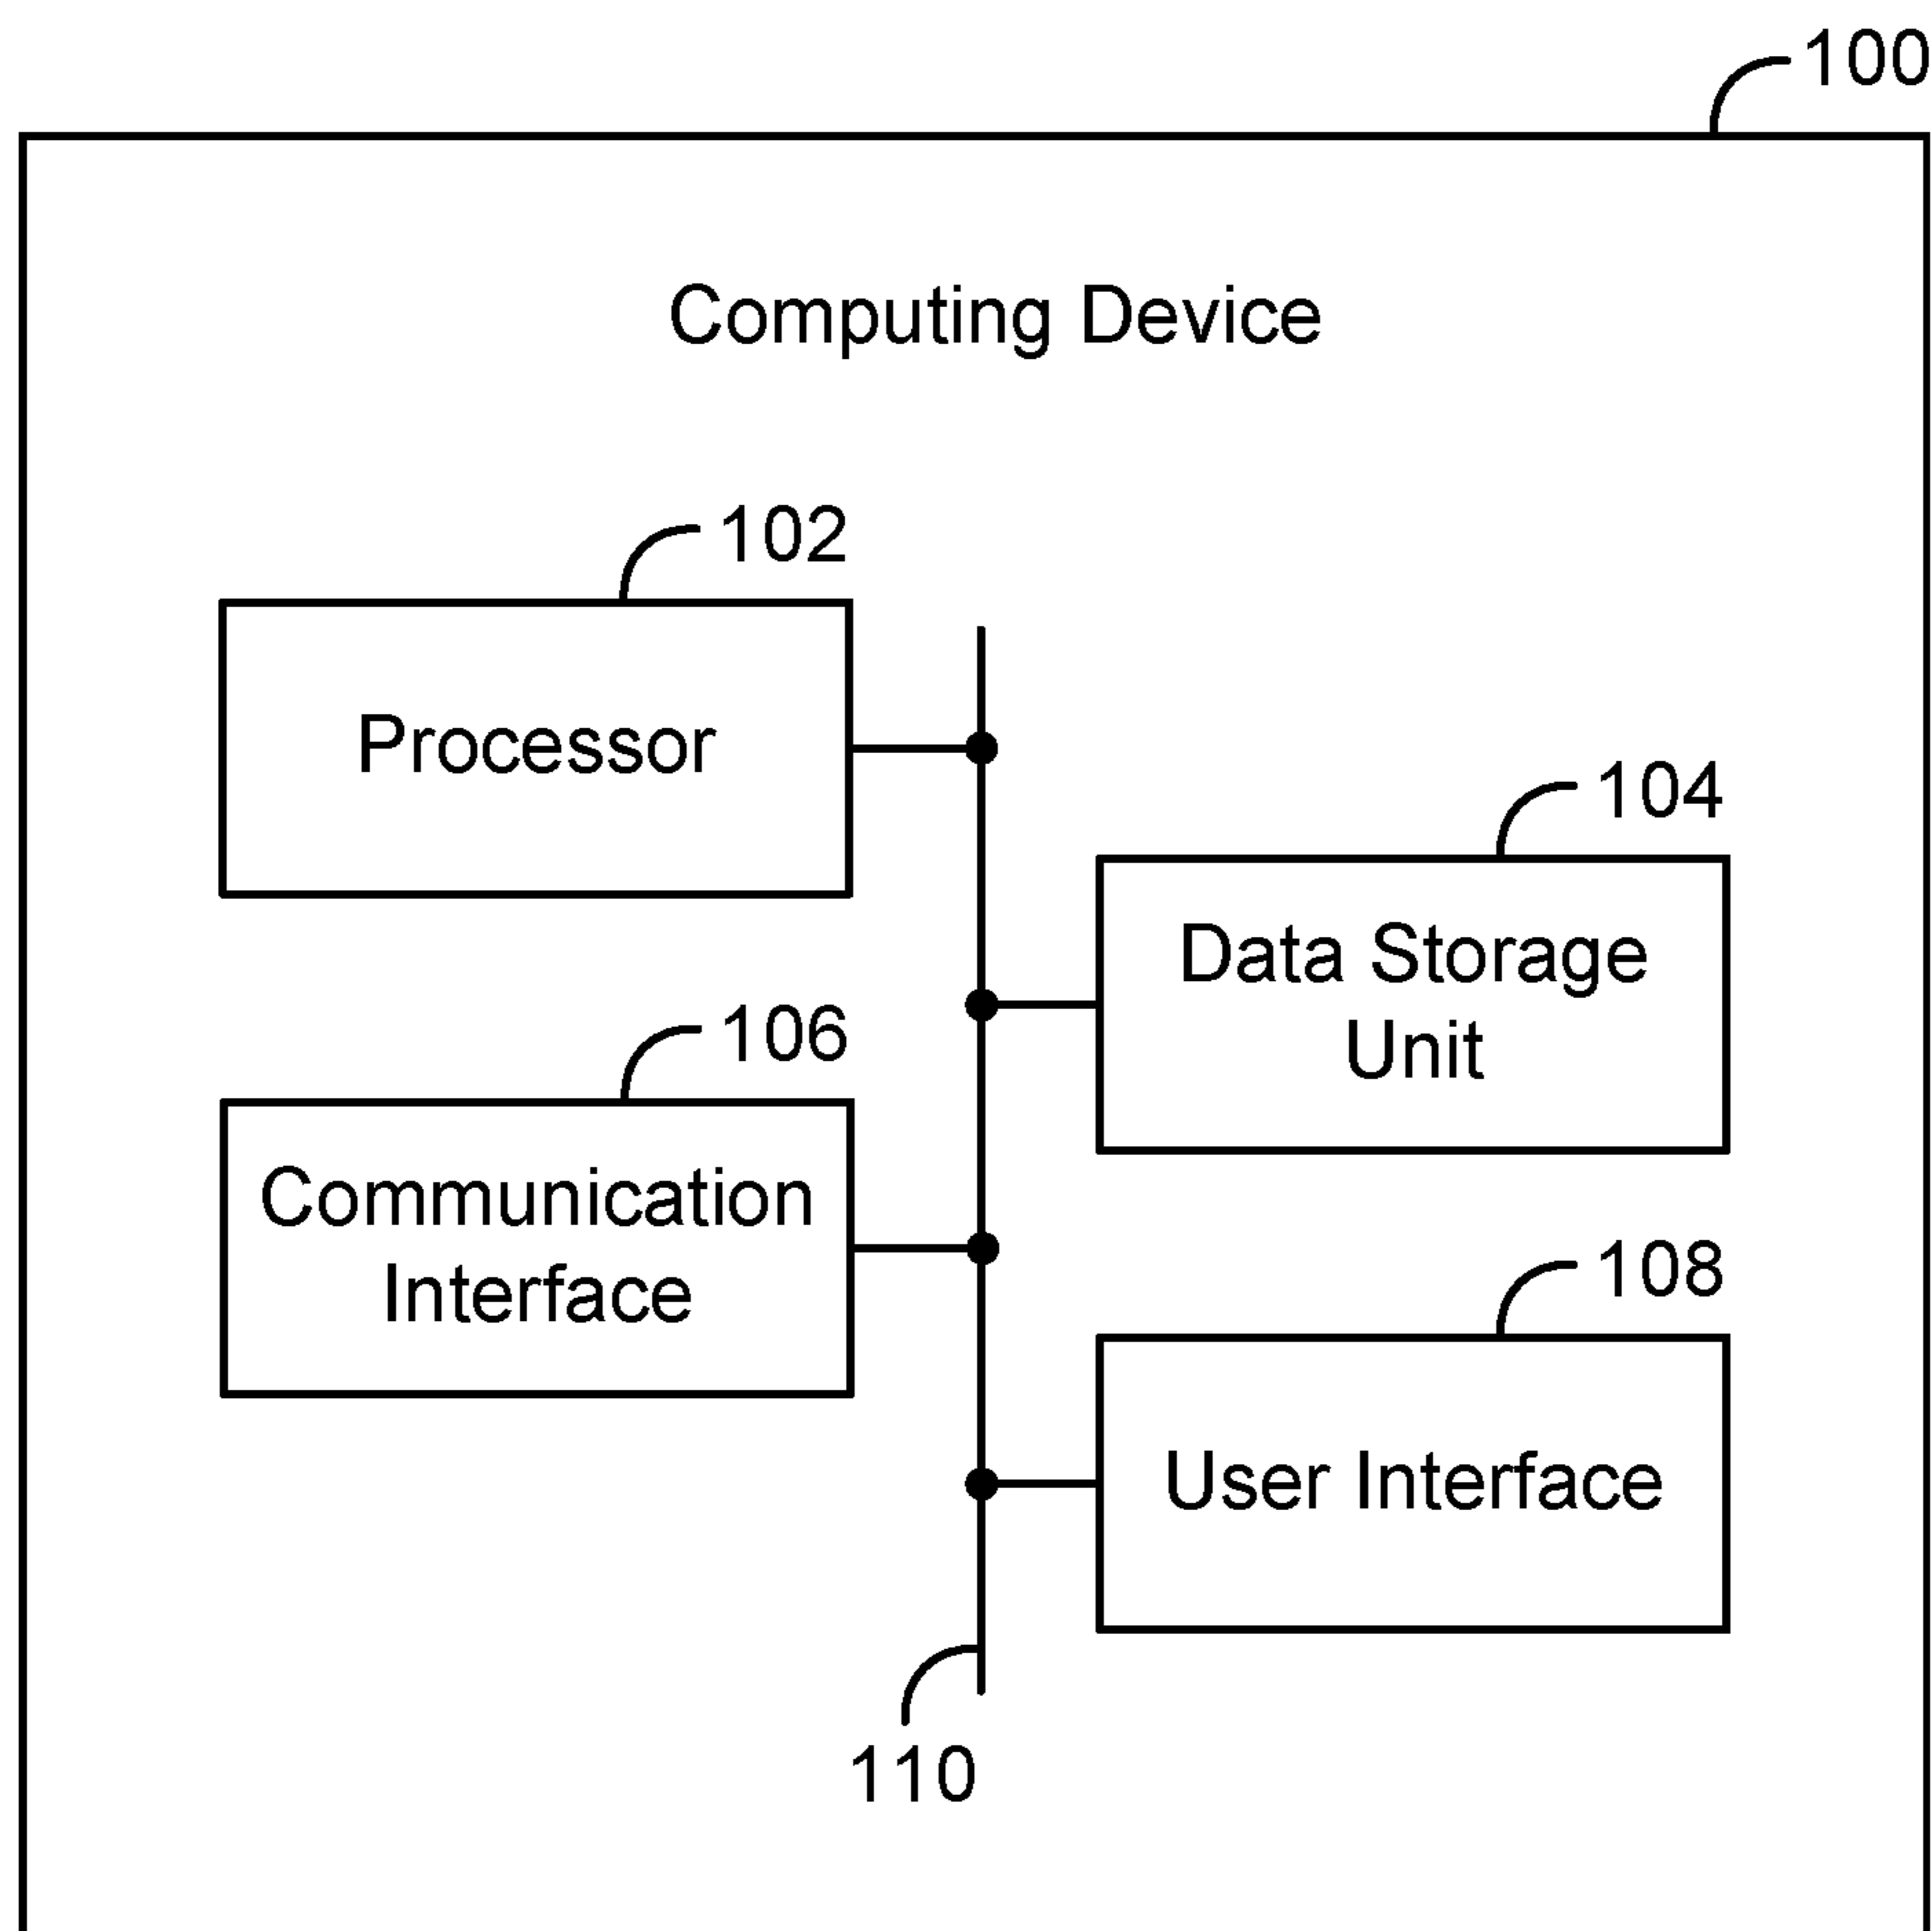 100
Computing Device
102
Processor
104
Data Storage
Unit
106
Communication
Interface
108
User Interface
110